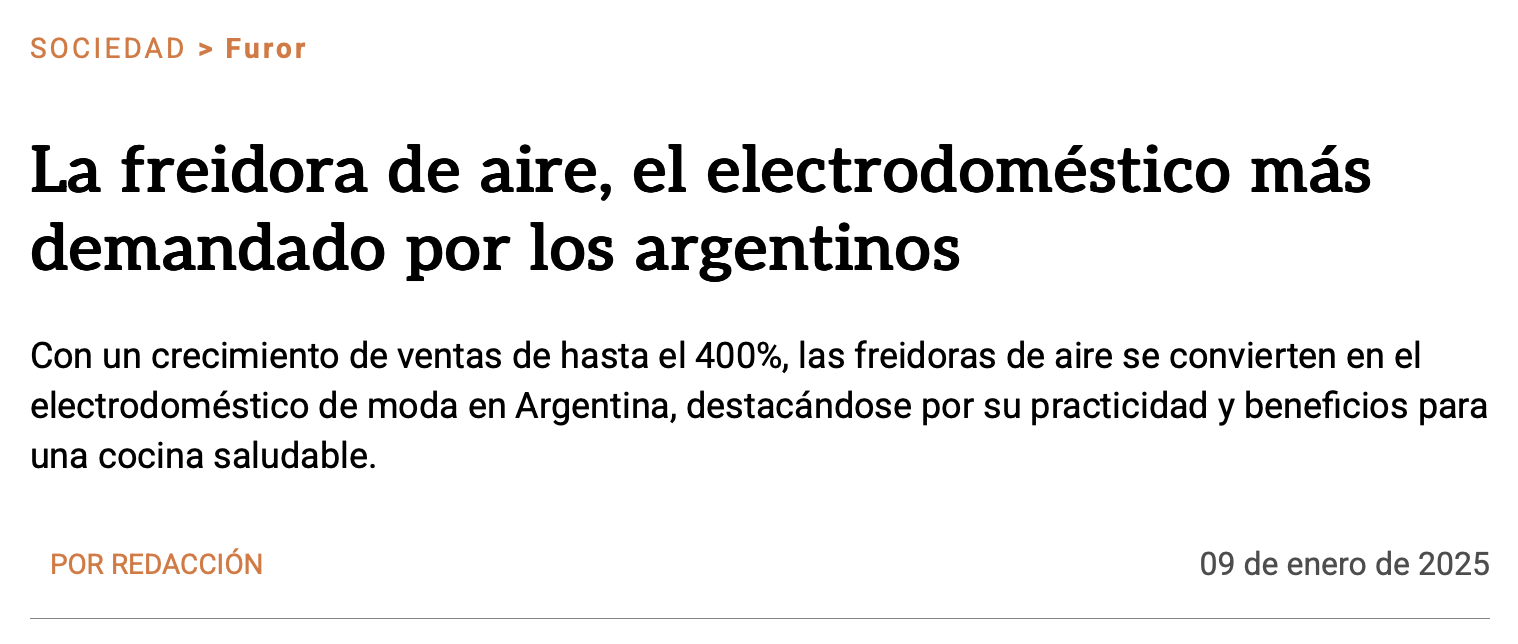 SOCIEDAD > Furor
La freidora de aire, el electrodoméstico más
demandado por los argentinos
Con un crecimiento de ventas de hasta el 400%, las freidoras de aire se convierten en el
electrodoméstico de moda en Argentina, destacándose por su practicidad y beneficios para
una cocina saludable.
POR REDACCIÓN
09 de enero de 2025